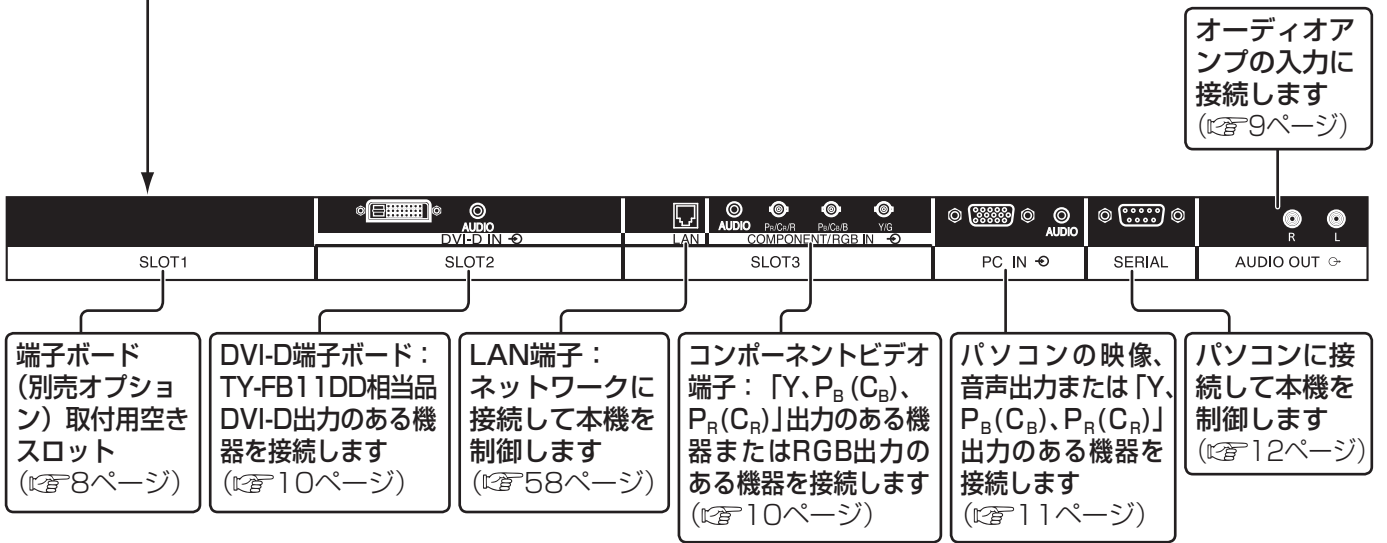 オーディオア
ンプの入力に
接続します
(☞9ページ)
AUDIO
DVI-D IN
LAN
AUDIO PR/CR/R PB/CB/B Y/G
COMPONENT/RGB IN
AUDIO
R L
SLOT1
SLOT2
SLOT3
PC IN
SERIAL
AUDIO OUT
端子ボード
(別売オプショ
ン)取付用空き
スロット
(☞8ページ)
DVI-D端子ボード:
TY-FB11DD相当品
DVI-D出力のある機
器を接続します
(☞10ページ)
LAN端子:
ネットワークに
接続して本機を
制御します
(☞58ページ)
コンポーネントビデオ
端子:「Y、PB (CB)、
PR(CR)」出力のある機
器またはRGB出力の
ある機器を接続します
(☞10ページ)
パソコンの映像、
音声出力または「Y、
PB(CB)、PR(CR)」
出力のある機器を
接続します
(☞11ページ)
パソコンに接
続して本機を
制御します
(☞12ページ)